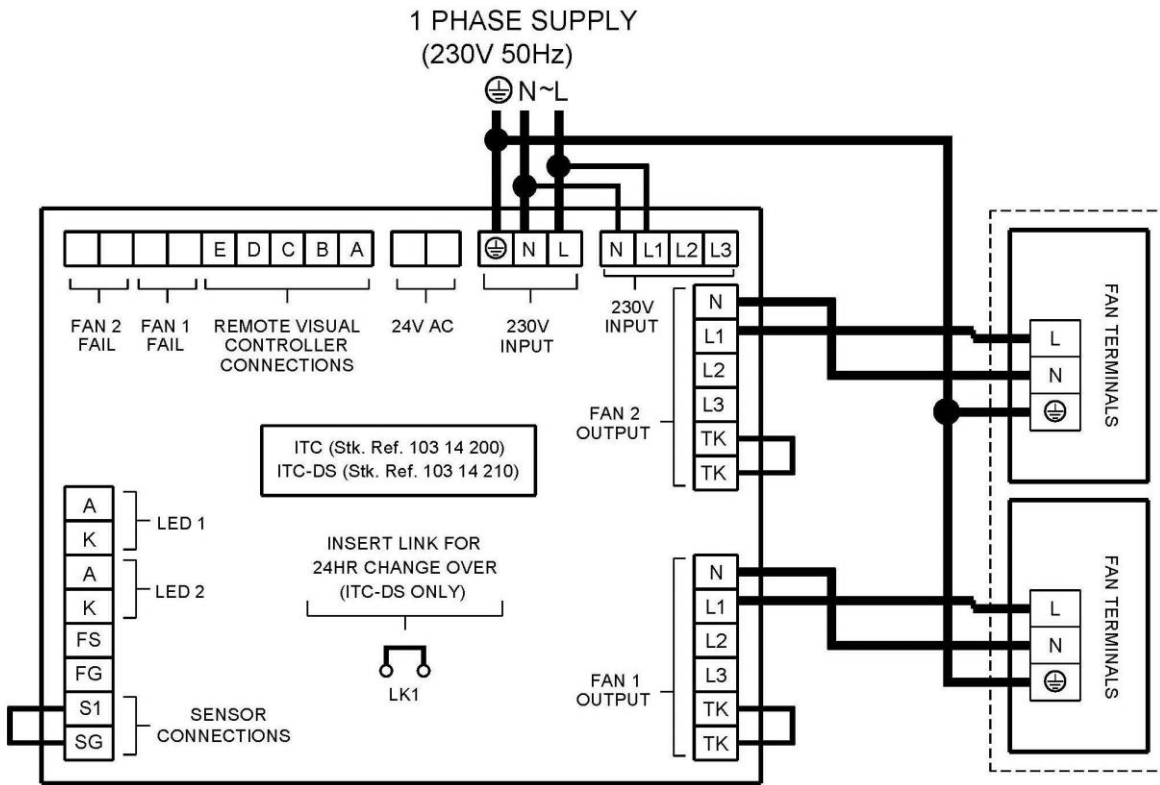 1 PHASE SUPPLY
(230V 50Hz)
N~L
E D C B A
N L
N L1 L2 L3
FAN 2
FAIL
FAN 1
FAIL
REMOTE VISUAL
CONTROLLER
CONNECTIONS
24V AC
230V
INPUT
230V
INPUT
N
L1
L2
L3
TK
TK
FAN 2
OUTPUT
L
N
FAN TERMINALS
ITC (Stk. Ref. 103 14 200)
ITC-DS (Stk. Ref. 103 14 210)
A
K
LED 1
A
K
LED 2
FS
FG
S1
SG
SENSOR
CONNECTIONS
INSERT LINK FOR
24HR CHANGE OVER
(ITC-DS ONLY)
LK1
N
L1
L2
L3
TK
TK
FAN 1
OUTPUT
L
N
FAN TERMINALS